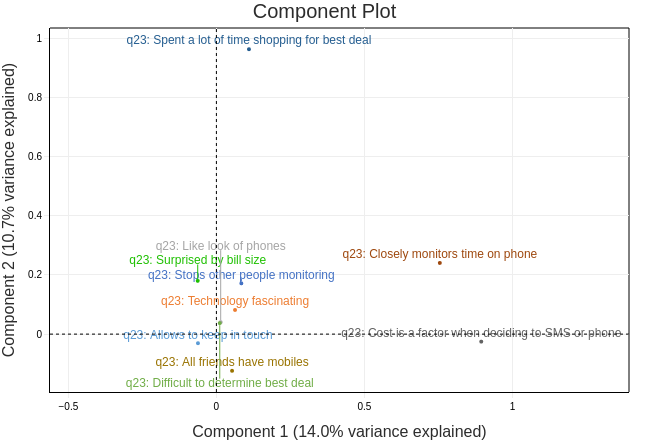 Component Plot
Component 2 (10.7% variance explained)
1
0.8
0.6
0.4
0.2
0
q23: Spent a lot of time shopping for best deal
q23: Like look of phones
q23: Closely monitors time on phone
q23: Surprised by bill size
q23: Stops other people monitoring
q23: Technology fascinating
q23: Cost is a factor when deciding to SMS or phone
q23: Allows to keep in touch
q23: All friends have mobiles
q23: Difficult to determine best deal
−0.5
0
0.5
1
Component 1 (14.0% variance explained)